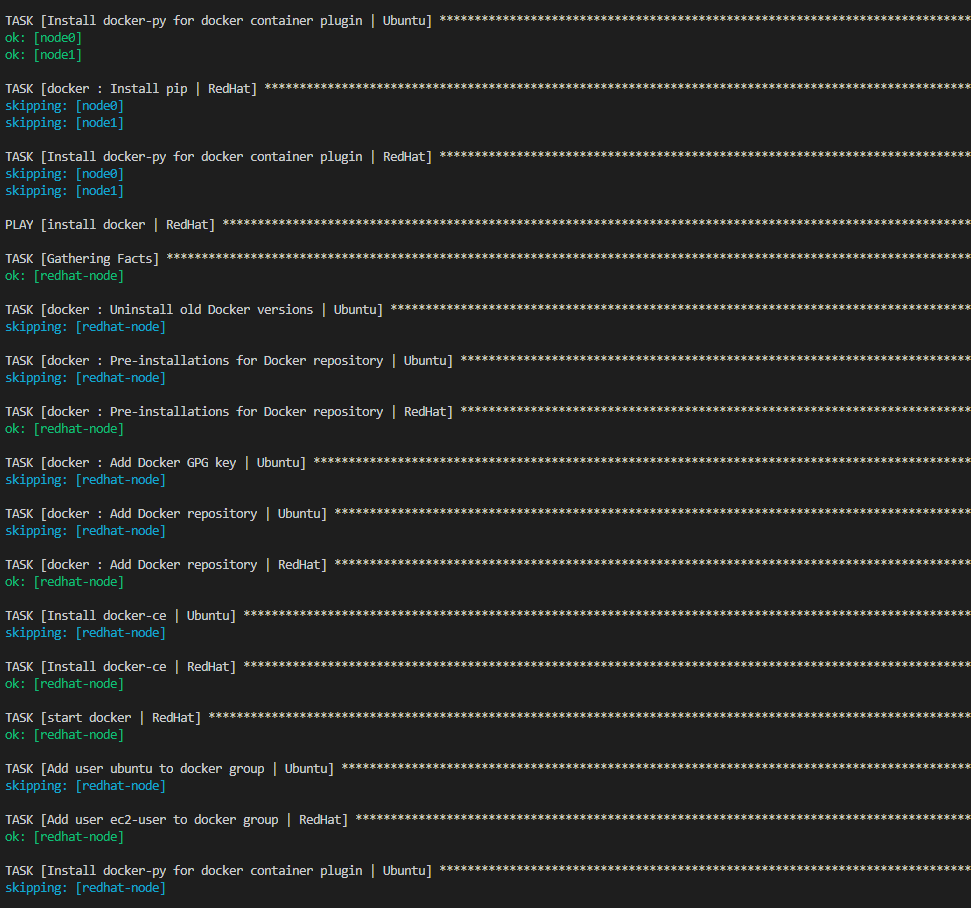 TASK [Install docker-py for docker container plugin | Ubuntu] ****************************************************************************
ok: [node0]
ok: [node1]
TASK [docker : Install pip | RedHat] *****************************************************************************************************
skipping: [node0]
skipping: [node1]
TASK [Install docker-py for docker container plugin | RedHat] ****************************************************************************
skipping: [node0]
skipping: [node1]
PLAY [install docker | RedHat] ***********************************************************************************************************
TASK [Gathering Facts] *******************************************************************************************************************
ok: [redhat-node]
TASK [docker : Uninstall old Docker versions | Ubuntu] ***********************************************************************************
skipping: [redhat-node]
TASK [docker : Pre-installations for Docker repository | Ubuntu] *************************************************************************
skipping: [redhat-node]
TASK [docker : Pre-installations for Docker repository | RedHat] *************************************************************************
ok: [redhat-node]
TASK [docker : Add Docker GPG key | Ubuntu] **********************************************************************************************
skipping: [redhat-node]
TASK [docker : Add Docker repository | Ubuntu] *******************************************************************************************
skipping: [redhat-node]
TASK [docker : Add Docker repository | RedHat] *******************************************************************************************
ok: [redhat-node]
TASK [Install docker-ce | Ubuntu] ********************************************************************************************************
skipping: [redhat-node]
TASK [Install docker-ce | RedHat] ********************************************************************************************************
ok: [redhat-node]
TASK [start docker | RedHat] *************************************************************************************************************
ok: [redhat-node]
TASK [Add user ubuntu to docker group | Ubuntu] ******************************************************************************************
skipping: [redhat-node]
TASK [Add user ec2-user to docker group | RedHat] ****************************************************************************************
ok: [redhat-node]
TASK [Install docker-py for docker container plugin | Ubuntu] ****************************************************************************
skipping: [redhat-node]